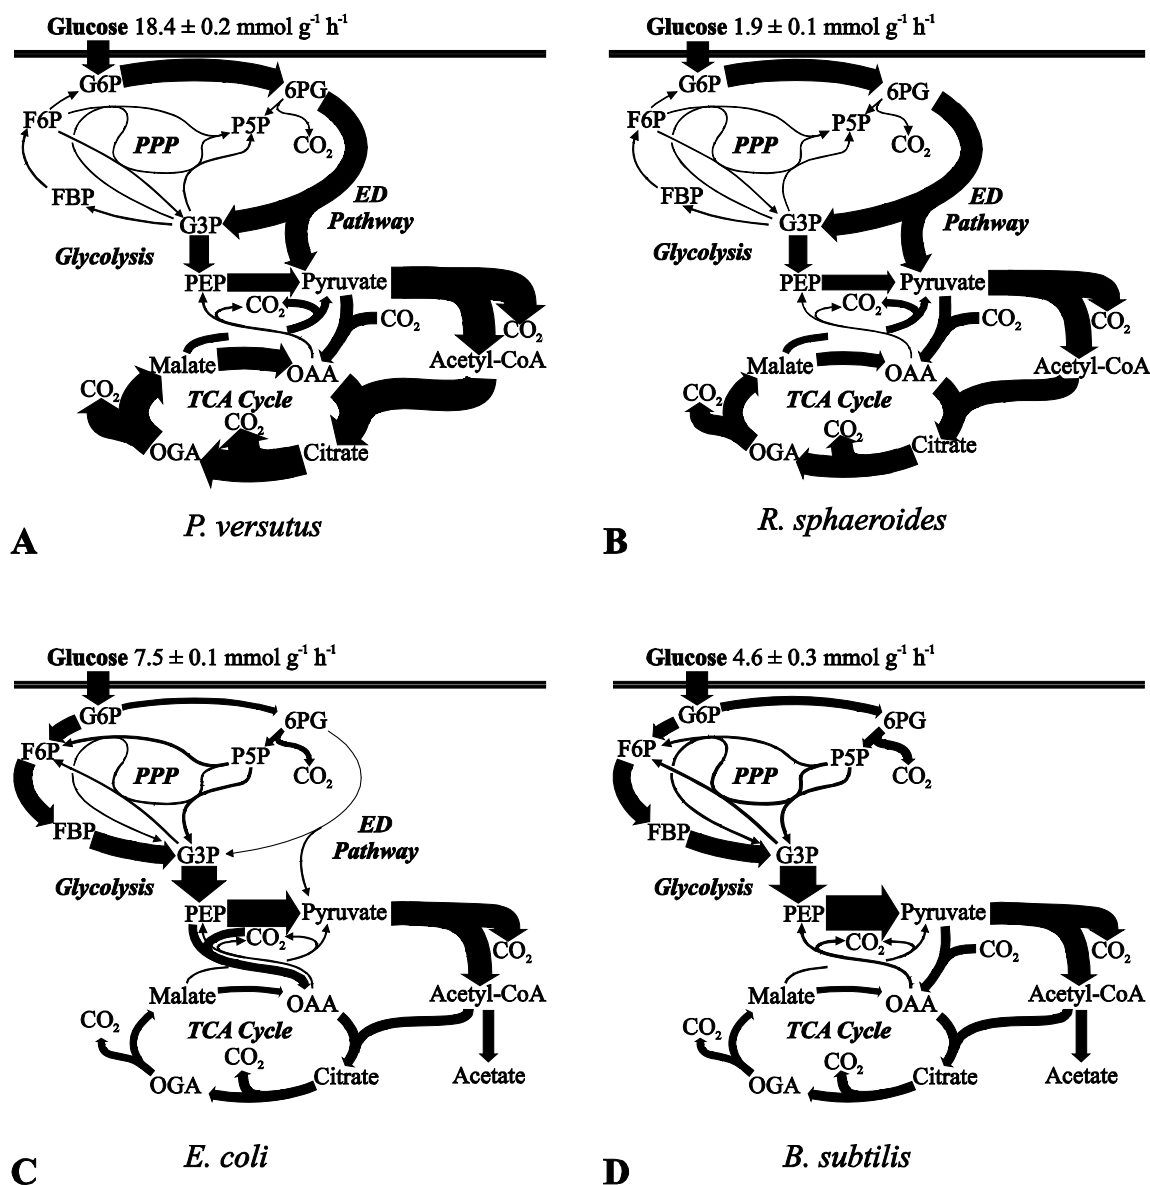 Glucose 18.4 ± 0.2 mmol g⁻¹ h⁻¹
G6P
6PG
F6P
P5P
PPP
CO₂
FBP
ED
Pathway
G3P
Glycolysis
PEP
Pyruvate
CO₂
CO₂
CO₂
Malate
OAA
Acetyl-CoA
CO₂
TCA Cycle
CO₂
OGA
Citrate
P. versutus
A
Glucose 1.9 ± 0.1 mmol g⁻¹ h⁻¹
G6P
6PG
F6P
P5P
PPP
CO₂
FBP
ED
Pathway
G3P
Glycolysis
PEP
Pyruvate
CO₂
CO₂
CO₂
Malate
OAA
Acetyl-CoA
CO₂
TCA Cycle
CO₂
OGA
Citrate
R. sphaeroides
B
Glucose 7.5 ± 0.1 mmol g⁻¹ h⁻¹
G6P
6PG
F6P
P5P
PPP
CO₂
FBP
ED
Pathway
G3P
Glycolysis
PEP
Pyruvate
CO₂
CO₂
Malate
OAA
Acetyl-CoA
CO₂
TCA Cycle
CO₂
OGA
Citrate
Acetate
E. coli
C
Glucose 4.6 ± 0.3 mmol g⁻¹ h⁻¹
G6P
6PG
F6P
P5P
PPP
CO₂
FBP
G3P
Glycolysis
PEP
Pyruvate
CO₂
CO₂
CO₂
Malate
OAA
Acetyl-CoA
CO₂
TCA Cycle
CO₂
OGA
Citrate
Acetate
B. subtilis
D